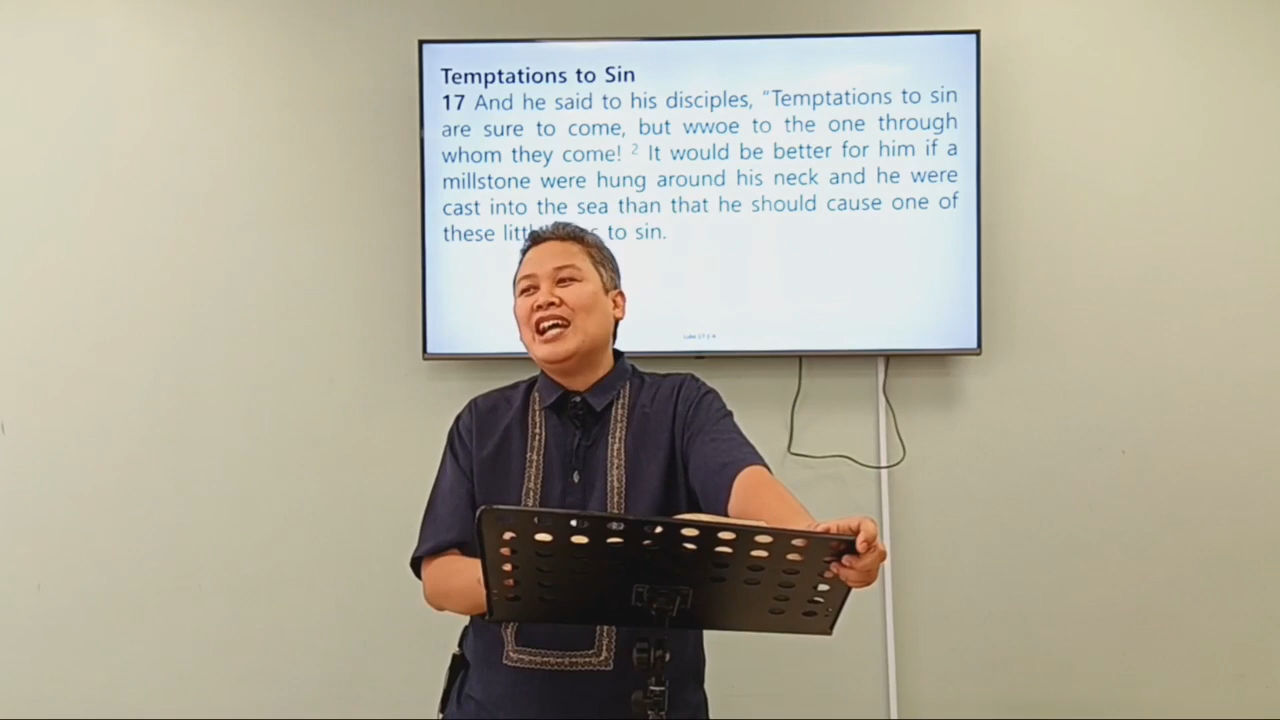 Temptations to Sin
17 And he said to his disciples, “Temptations to sin
are sure to come, but wwoe to the one through
whom they come! ² It would be better for him if a
millstone were hung around his neck and he were
cast into the sea than that he should cause one of
these to sin.